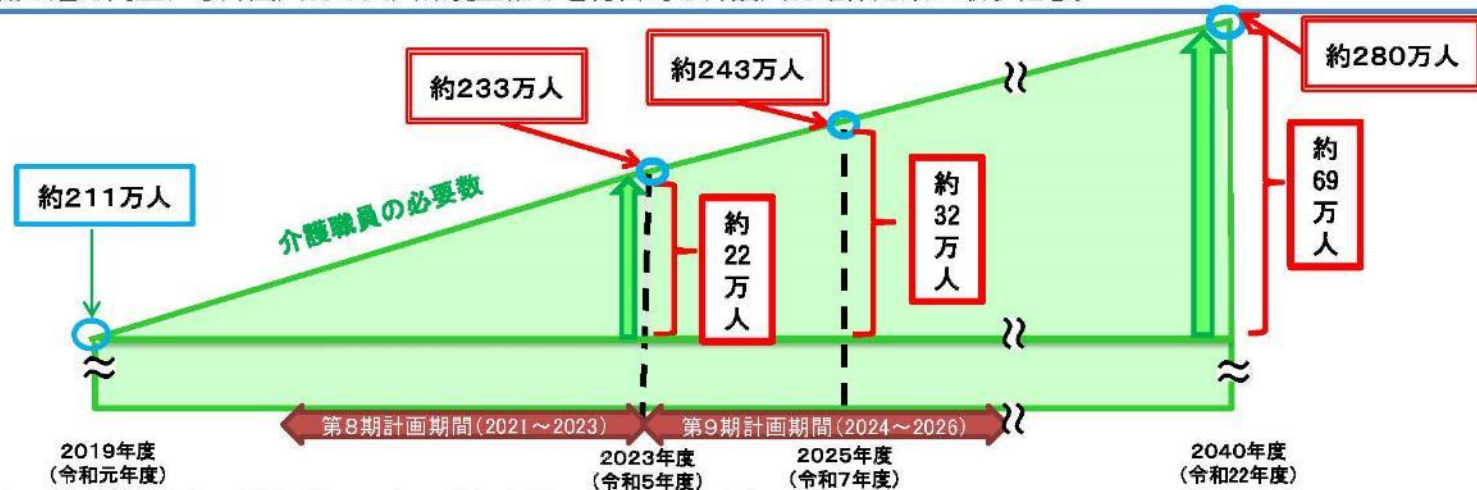 約280万人
約243万人
約233万人
約211万人
介護職員の必要数
約
22
万
人
約
32
万
人
約
69
万
人
第8期計画期間(2021～2023)
第9期計画期間(2024～2026)
2019年度
(令和元年度)
2023年度
(令和5年度)
2025年度
(令和7年度)
2040年度
(令和22年度)